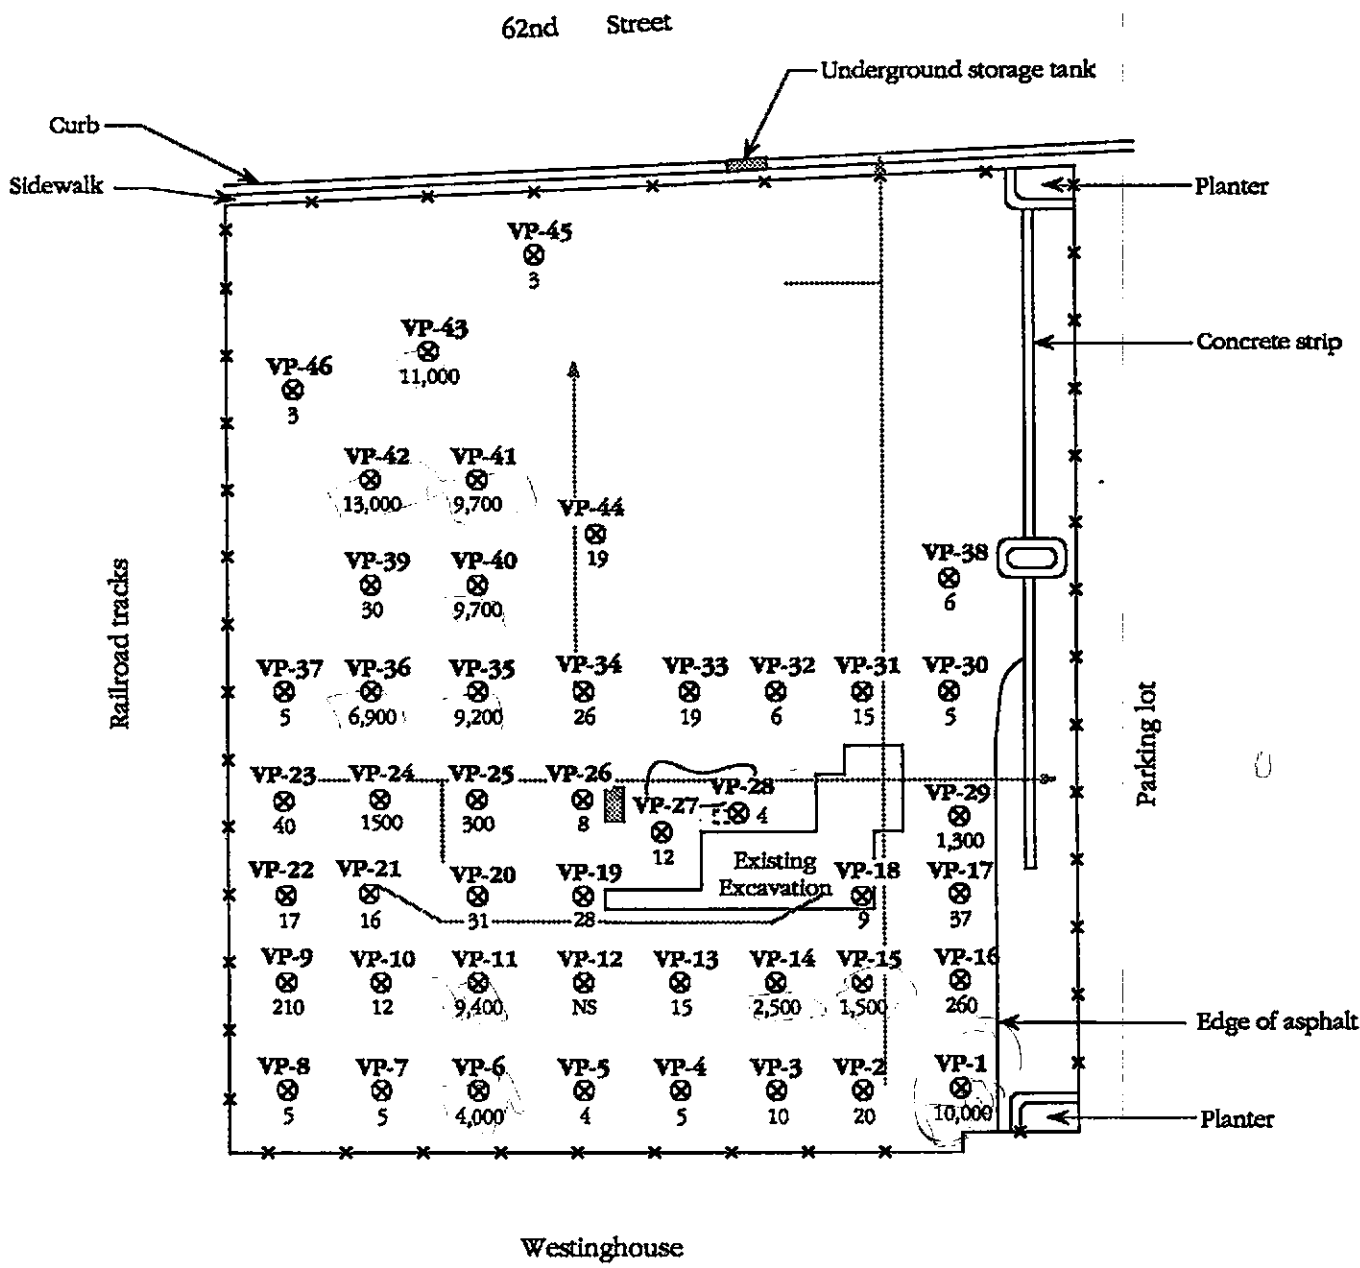 62nd Street
Underground storage tank
Curb
Sidewalk
Planter
VP-45
3
VP-43
11,000
Concrete strip
VP-46
3
VP-42 VP-41
13,000 9,700
VP-44
19
VP-38
6
VP-39 VP-40
30 9,700
Railroad tracks
VP-37 VP-36 VP-35 VP-34 VP-33 VP-32 VP-31 VP-30
5 6,900 9,200 26 19 6 15 5
Parking lot
VP-23 VP-24 VP-25 VP-26
40 1500 300 8
VP-27
12
VP-28
4
VP-29
1,300
Existing
Excavation
VP-22 VP-21 VP-20 VP-19 VP-18 VP-17
17 16 31 28 9 37
VP-9 VP-10 VP-11 VP-12 VP-13 VP-14 VP-15 VP-16
210 12 9,400 NS 15 2,500 1,500 260
Edge of asphalt
VP-8 VP-7 VP-6 VP-5 VP-4 VP-3 VP-2 VP-1
5 5 4,000 4 5 10 20 10,000
Planter
Westinghouse